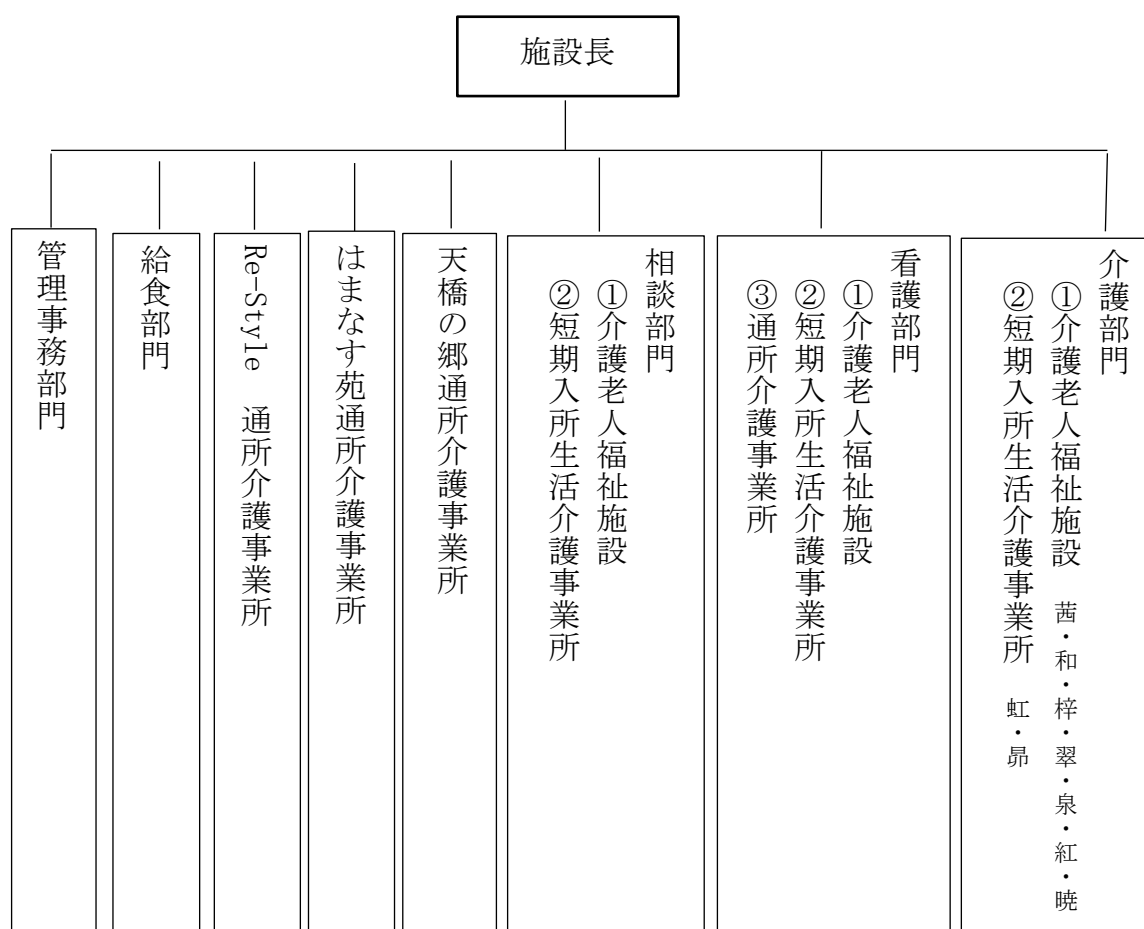 施設長
介護部門
①介護老人福祉施設 茜・和・梓・翠・泉・紅・暁
②短期入所生活介護事業所 虹・昴
看護部門
①介護老人福祉施設
②短期入所生活介護事業所
③通所介護事業所
相談部門
①介護老人福祉施設
②短期入所生活介護事業所
天橋の郷通所介護事業所
はまなす苑通所介護事業所
Re-Style 通所介護事業所
給食部門
管理事務部門